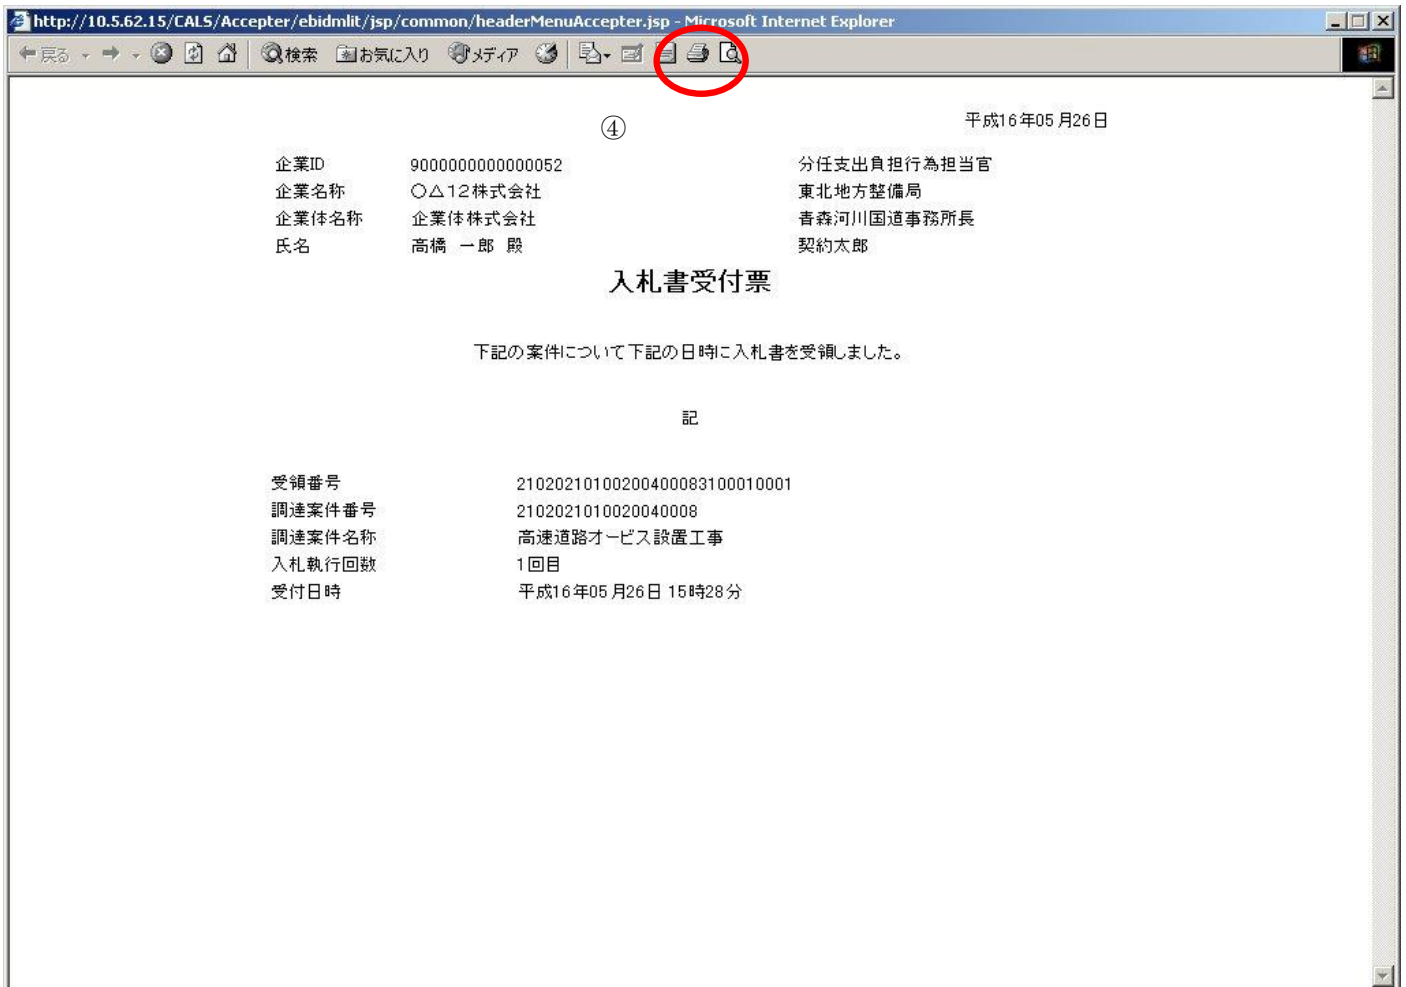 http://10.5.62.15/CALS/Accepter/ebidmlit/jsp/common/headerMenuAccepter.jsp - Microsoft Internet Explorer
戻る 検索 お気に入り メディア
④
平成16年05月26日
企業ID 9000000000000052 分任支出負担行為担当官
企業名称 〇△12株式会社 東北地方整備局
企業体名称 企業体株式会社 青森河川国道事務所長
氏名 高橋 一郎 殿 契約太郎
入札書受付票
下記の案件について下記の日時に入札書を受領しました。
記
受領番号 21020210100200400083100010001
調達案件番号 2102021010020040008
調達案件名称 高速道路オービス設置工事
入札執行回数 1回目
受付日時 平成16年05月26日 15時28分